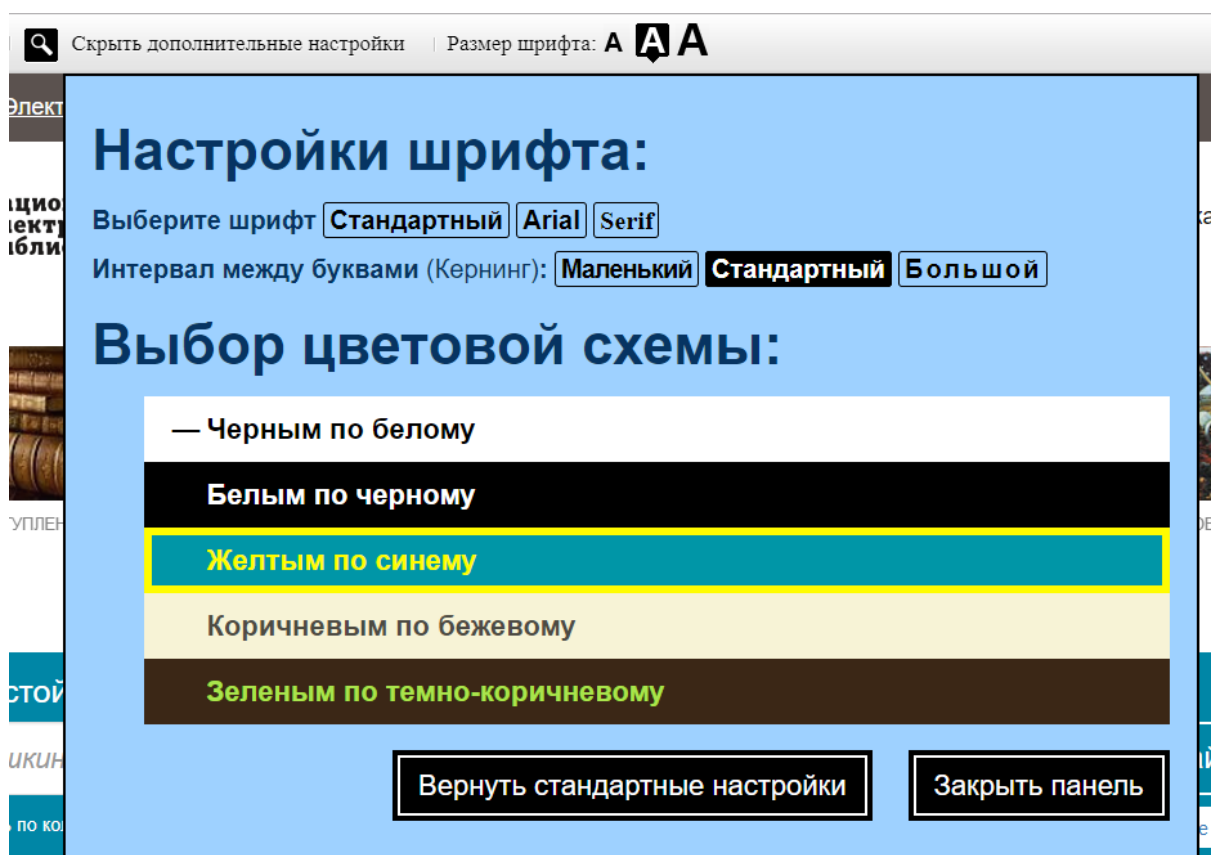 Скрыть дополнительные настройки Размер шрифта: А А А
Настройки шрифта:
Выберите шрифт Стандартный Arial Serif
Интервал между буквами (Кернинг): Маленький Стандартный Большой
Выбор цветовой схемы:
— Черным по белому
Белым по черному
Желтым по синему
Коричневым по бежевому
Зеленым по темно-коричневому
Вернуть стандартные настройки Закрыть панель